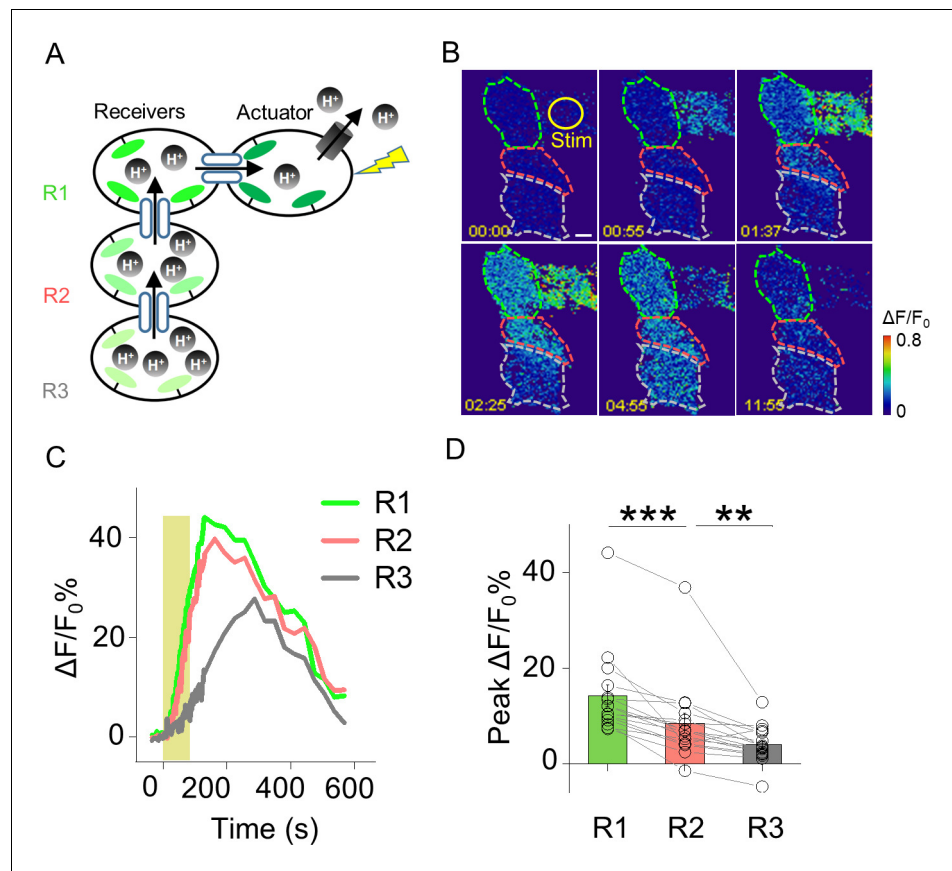 A
Receivers
Actuator
H⁺
H⁺
H⁺
H⁺
H⁺
R1
H⁺
H⁺
H⁺
R2
H⁺
H⁺
H⁺
H⁺
R3
B
Stim
00:00
00:55
01:37
02:25
04:55
11:55
ΔF/F₀
0.8
0
C
R1
R2
R3
ΔF/F₀%
40
20
0
0 200 400 600
Time (s)
D
*** **
Peak ΔF/F₀%
40
20
0
R1 R2 R3